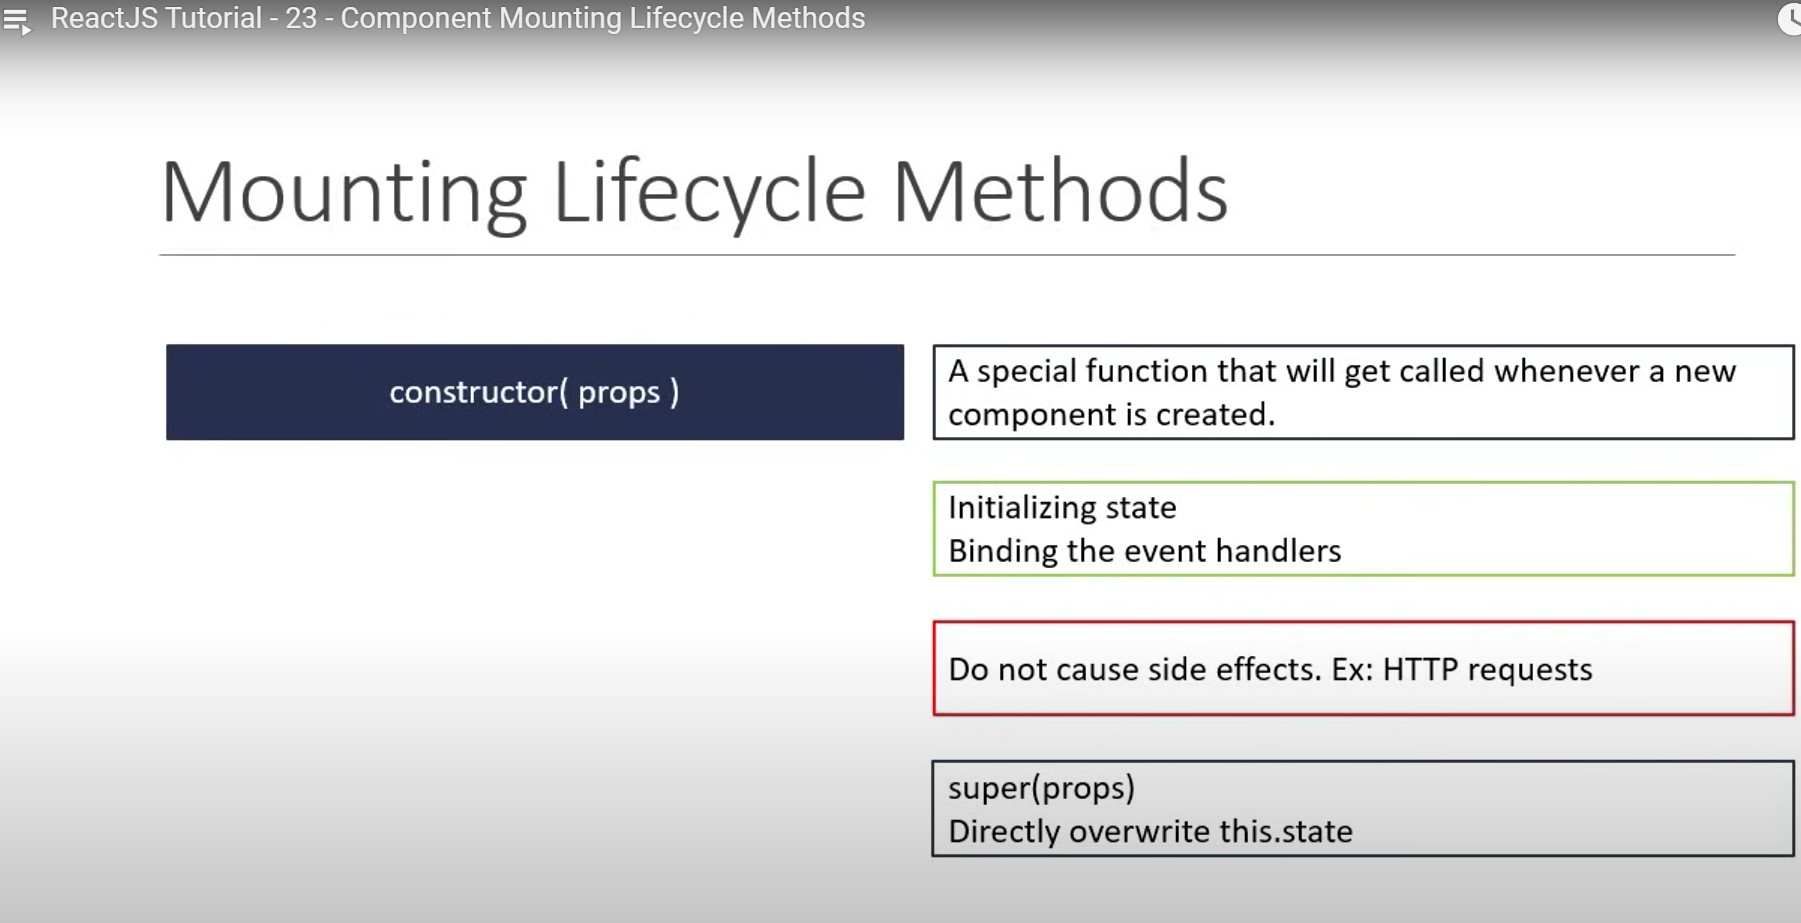 ReactJS Tutorial - 23 - Component Mounting Lifecycle Methods
Mounting Lifecycle Methods
constructor( props )
A special function that will get called whenever a new
component is created.
Initializing state
Binding the event handlers
Do not cause side effects. Ex: HTTP requests
super(props)
Directly overwrite this.state